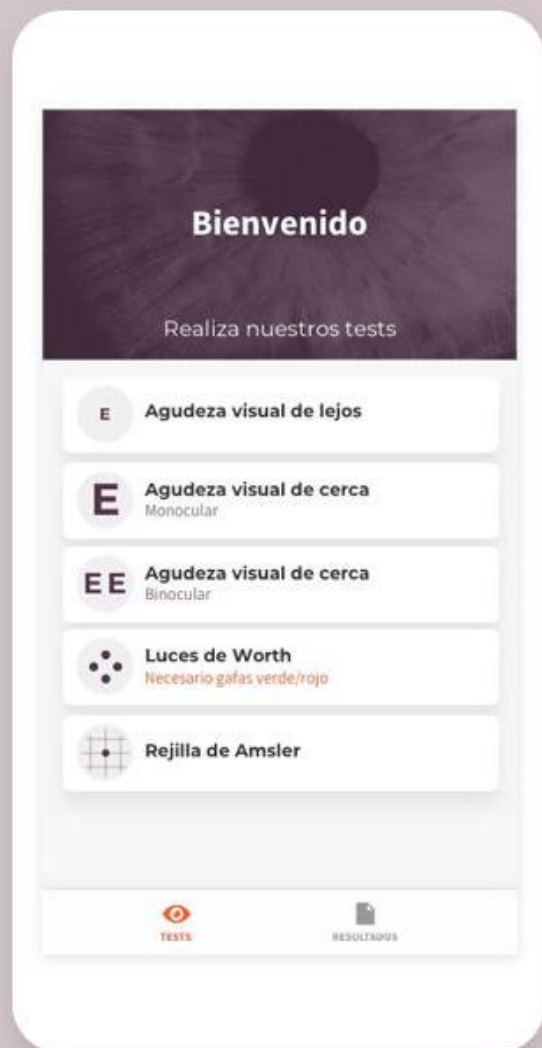 Bienvenido
Realiza nuestros tests
E
Agudeza visual de lejos
E
Agudeza visual de cerca
Monocular
E E
Agudeza visual de cerca
Binocular
Luces de Worth
Necesario gafas verde/rojo
Rejilla de Amsler
TESTS
RESULTADOS